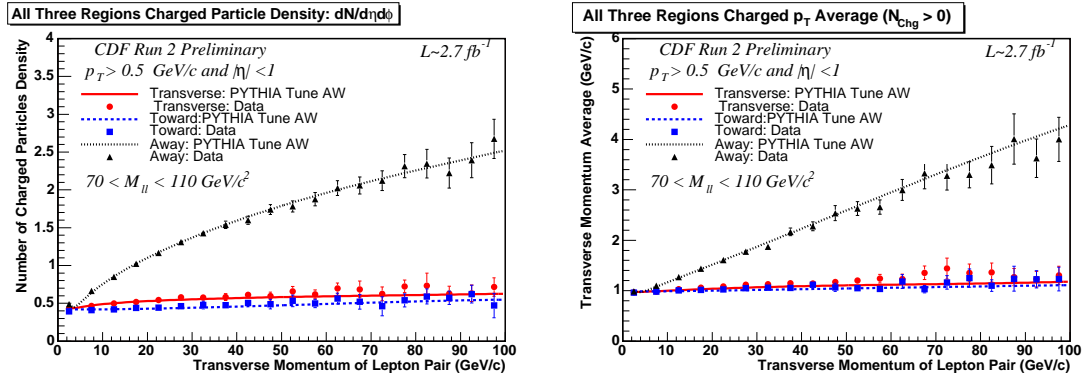 All Three Regions Charged Particle Density: dN/dηdϕ
Number of Charged Particles Density
4
3.5
3
2.5
2
1.5
1
0.5
0
CDF Run 2 Preliminary
L~2.7 fb⁻¹
p_T > 0.5 GeV/c and |η| <1
Transverse: PYTHIA Tune AW
Transverse: Data
Toward:PYTHIA Tune AW
Toward: Data
Away: PYTHIA Tune AW
Away: Data
70 < M_ll < 110 GeV/c²
0 10 20 30 40 50 60 70 80 90 100
Transverse Momentum of Lepton Pair (GeV/c)
All Three Regions Charged p_T Average (N_Chg > 0)
Transverse Momentum Average (GeV/c)
6
5
4
3
2
1
0
CDF Run 2 Preliminary
L~2.7 fb⁻¹
p_T > 0.5 GeV/c and |η| <1
Transverse: PYTHIA Tune AW
Transverse: Data
Toward:PYTHIA Tune AW
Toward: Data
Away: PYTHIA Tune AW
Away: Data
70 < M_ll < 110 GeV/c²
0 10 20 30 40 50 60 70 80 90 100
Transverse Momentum of Lepton Pair (GeV/c)